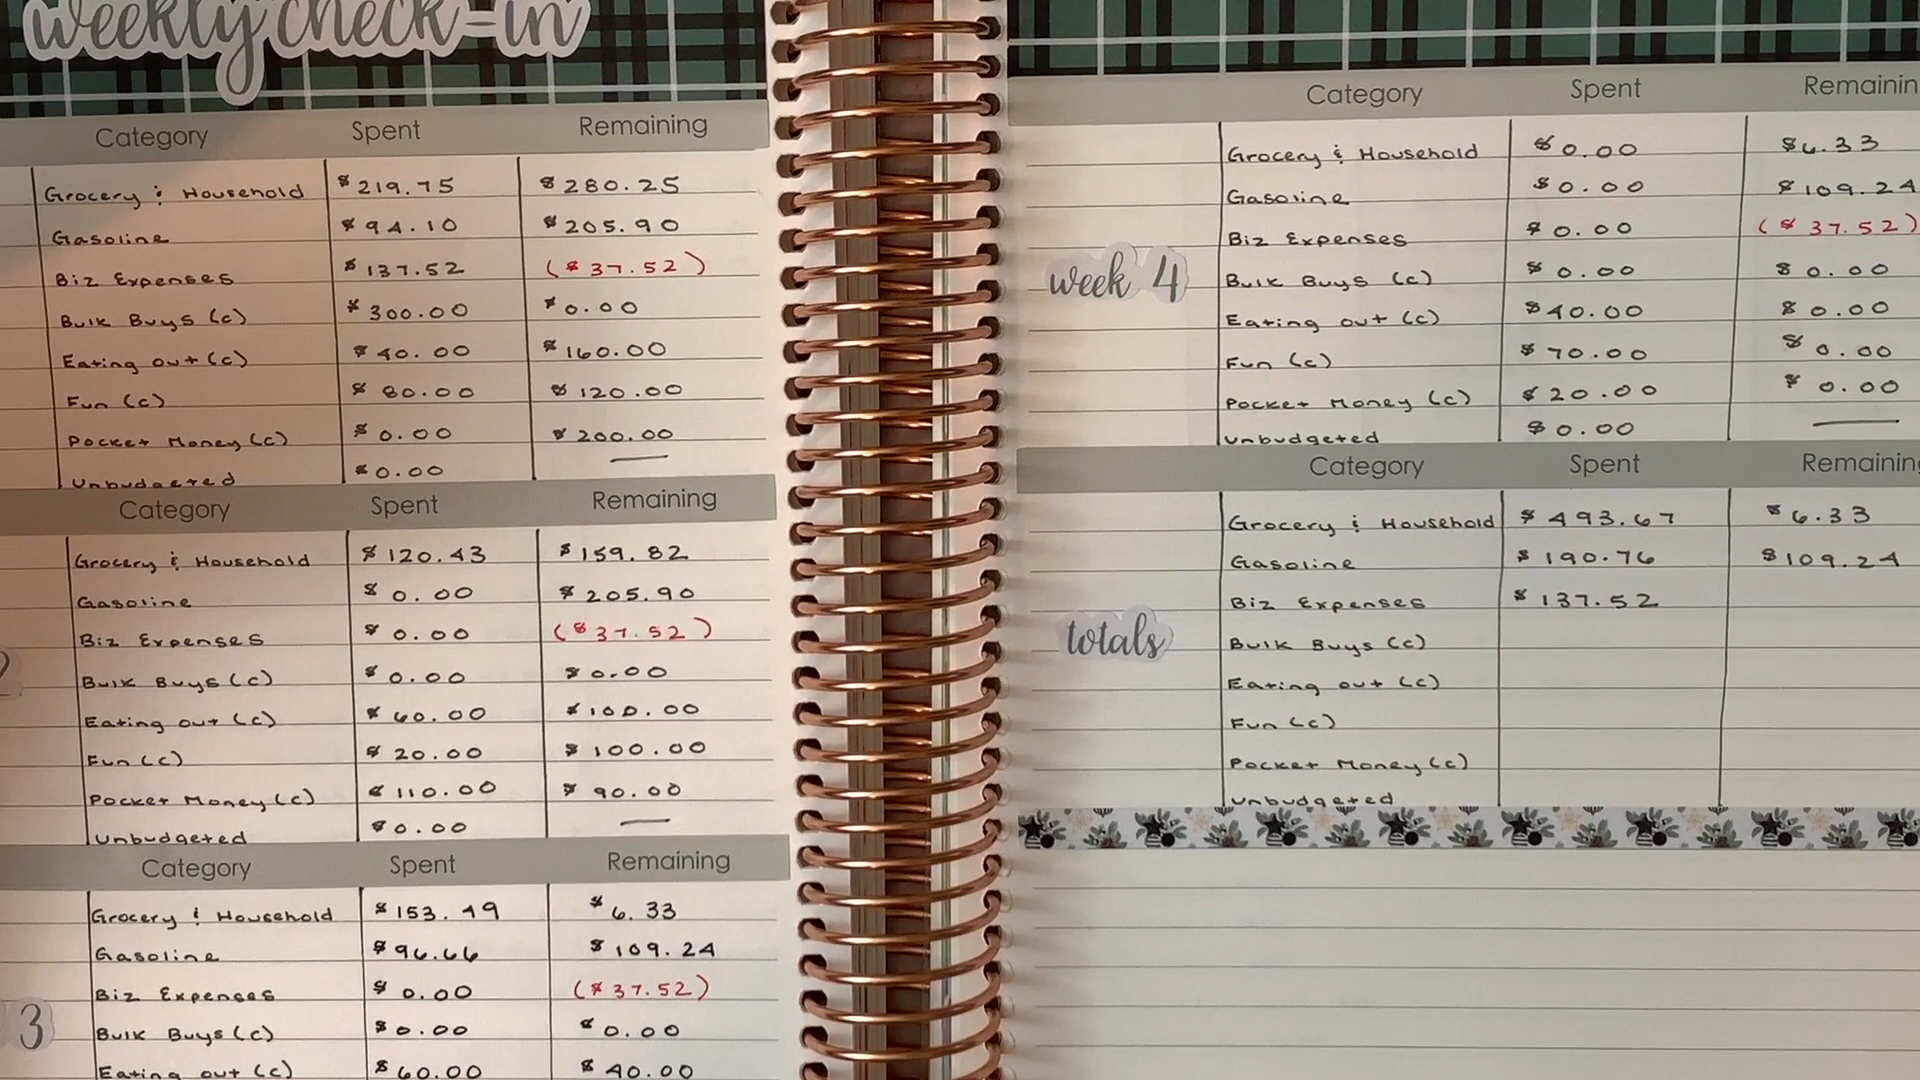 weekly check-in
Category Spent Remaining
Grocery & Household $219.75 $280.25
Gasoline $94.10 $205.90
Biz Expenses $137.52 ($37.52)
Bulk Buys (c) $300.00 $0.00
Eating out (c) $40.00 $160.00
Fun (c) $80.00 $120.00
Pocket Money (c) $0.00 $200.00
Unbudgeted $0.00 —
Category Spent Remaining
Grocery & Household $120.43 $159.82
Gasoline $0.00 $205.90
Biz Expenses $0.00 ($37.52)
Bulk Buys (c) $0.00 $0.00
Eating out (c) $60.00 $100.00
Fun (c) $20.00 $100.00
Pocket Money (c) $110.00 $90.00
Unbudgeted $0.00 —
Category Spent Remaining
Grocery & Household $153.49 $6.33
Gasoline $96.66 $109.24
Biz Expenses $0.00 ($37.52)
3
Bulk Buys (c) $0.00 $0.00
Eating out (c) $60.00 $40.00
Category Spent Remainin
Grocery & Household $0.00 $6.33
Gasoline $0.00 $109.24
Biz Expenses $0.00 ($37.52)
week 4
Bulk Buys (c) $0.00 $0.00
Eating out (c) $40.00 $0.00
Fun (c) $70.00 $0.00
Pocket Money (c) $20.00 $0.00
Unbudgeted $0.00 —
Category Spent Remaining
Grocery & Household $493.67 $6.33
Gasoline $190.76 $109.24
Biz Expenses $137.52
totals
Bulk Buys (c)
Eating out (c)
Fun (c)
Pocket Money (c)
Unbudgeted